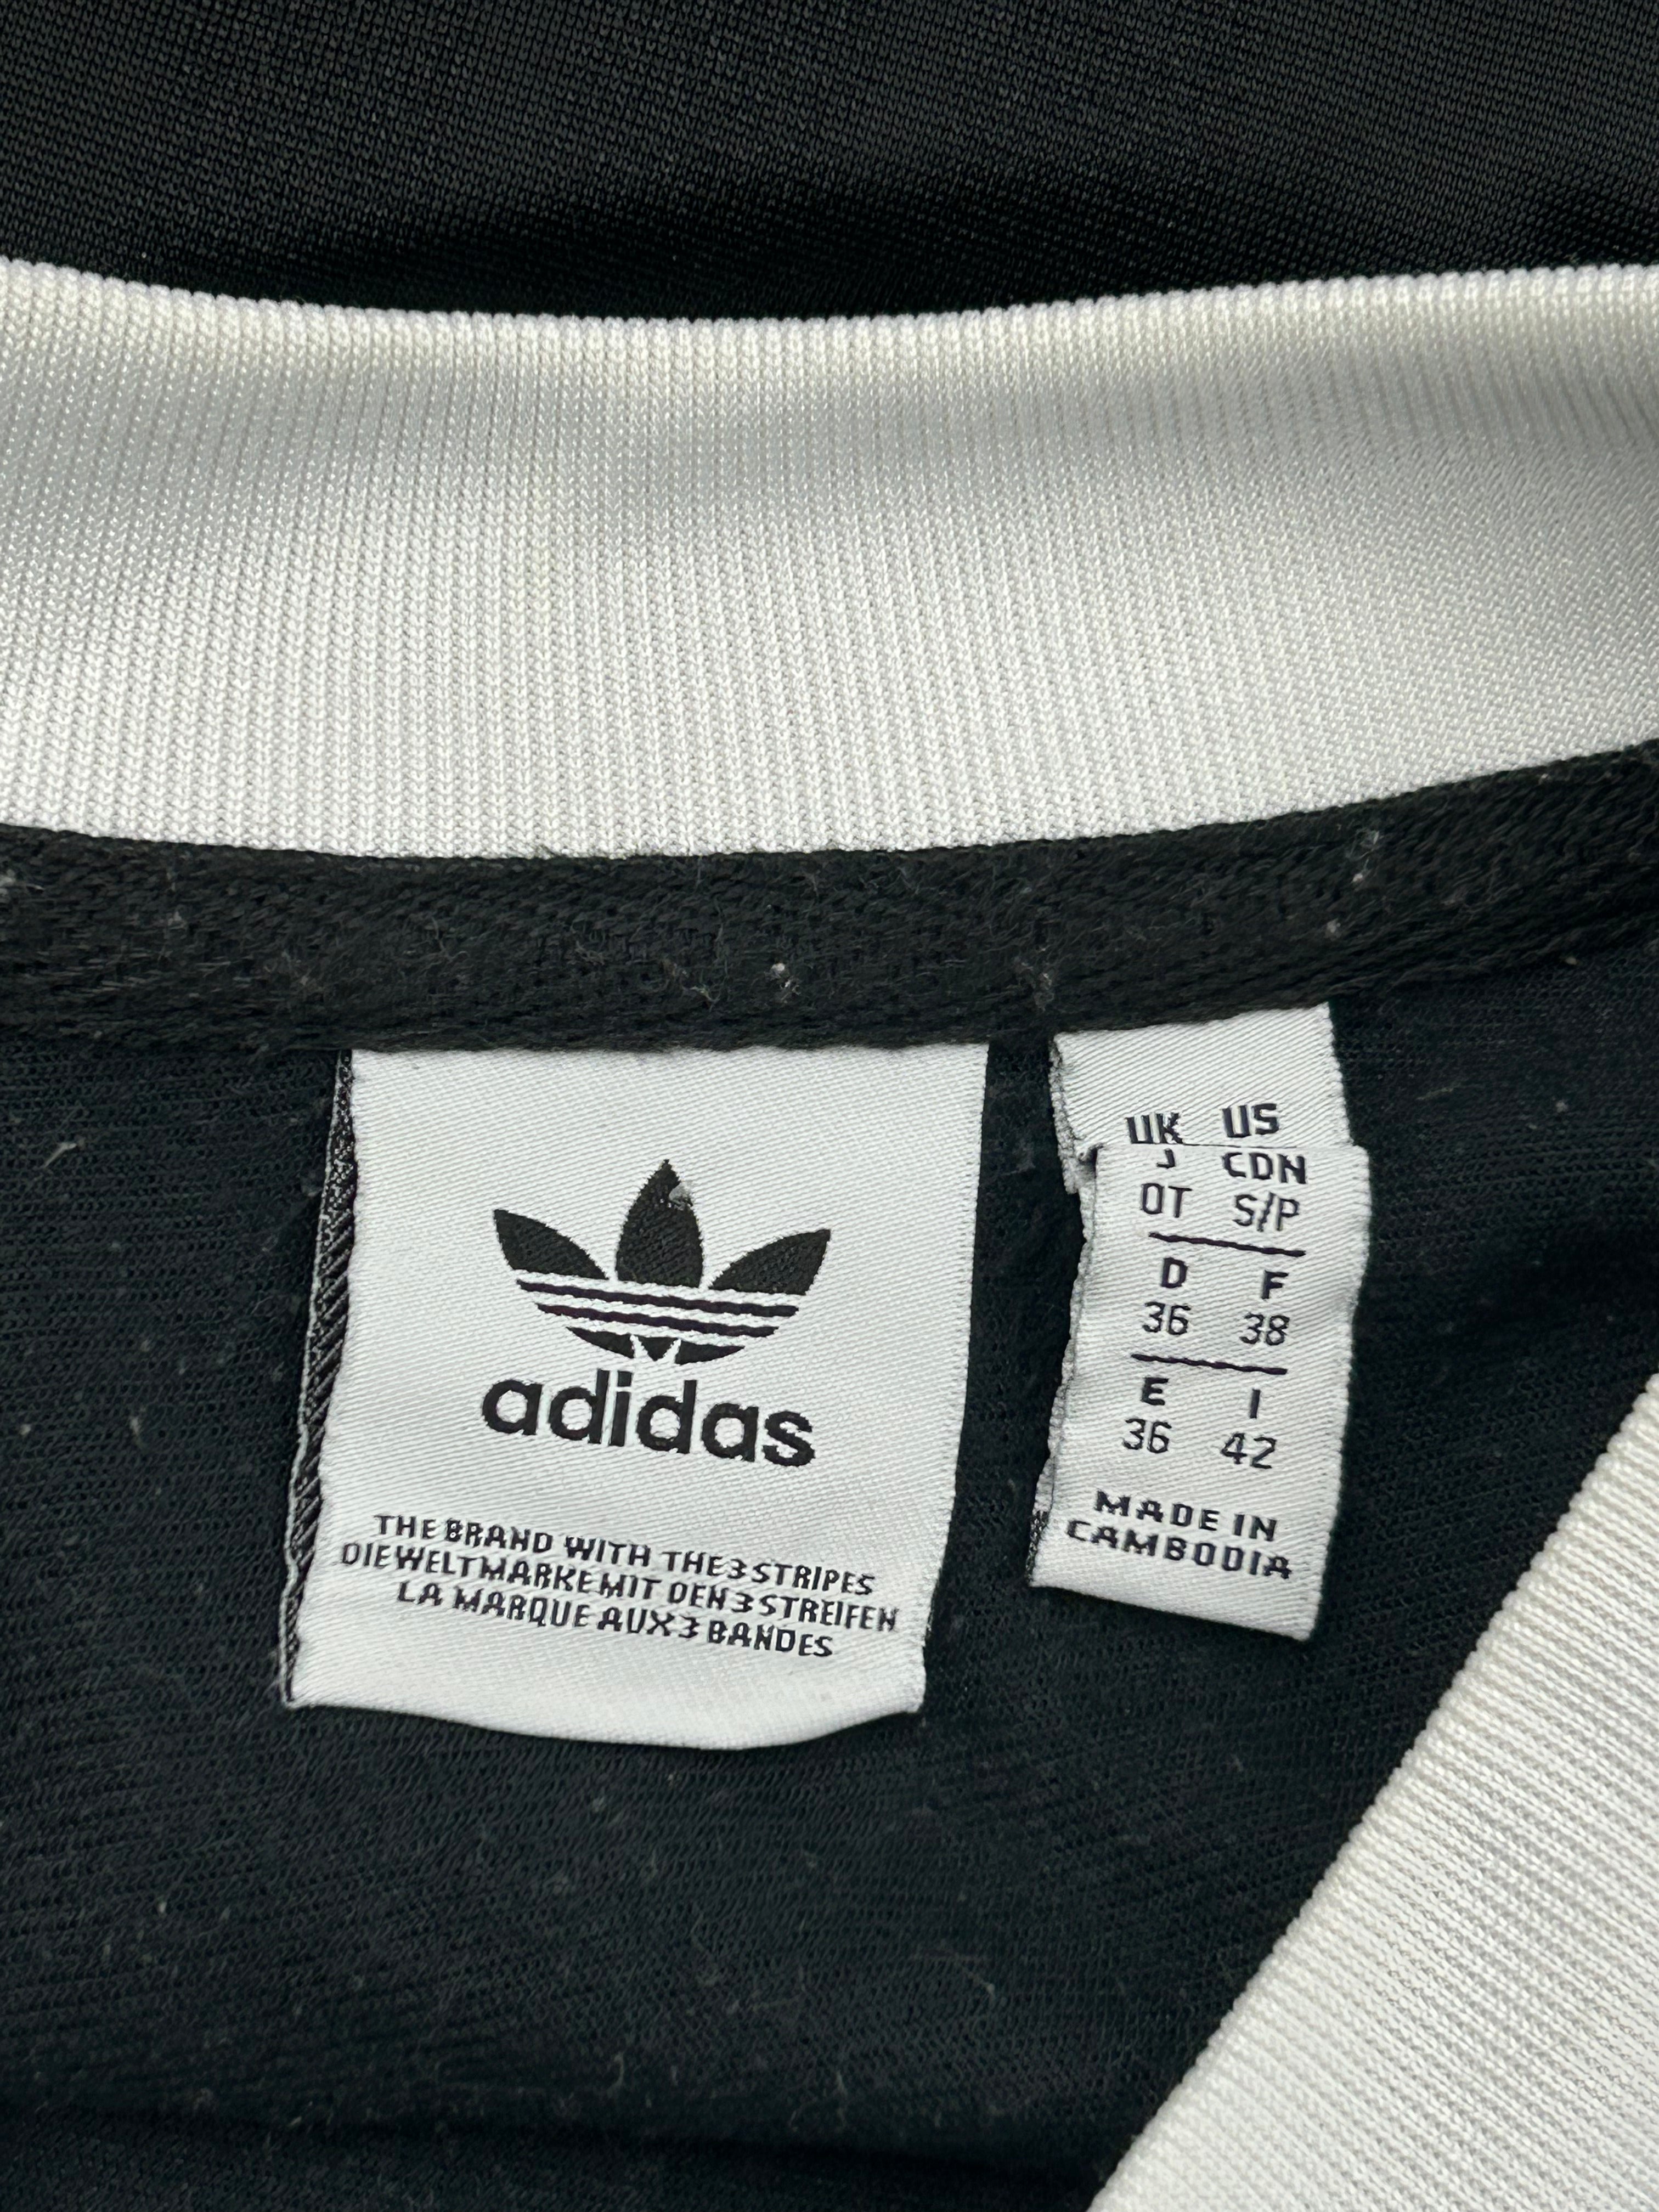 adidas
THE BRAND WITH THE 3 STRIPES
DIE WELTMARKE MIT DEN 3 STREIFEN
LA MARQUE AUX 3 BANDES
UK US
J CDN
OT S/P
D F
36 38
E I
36 42
MADE IN
CAMBODIA